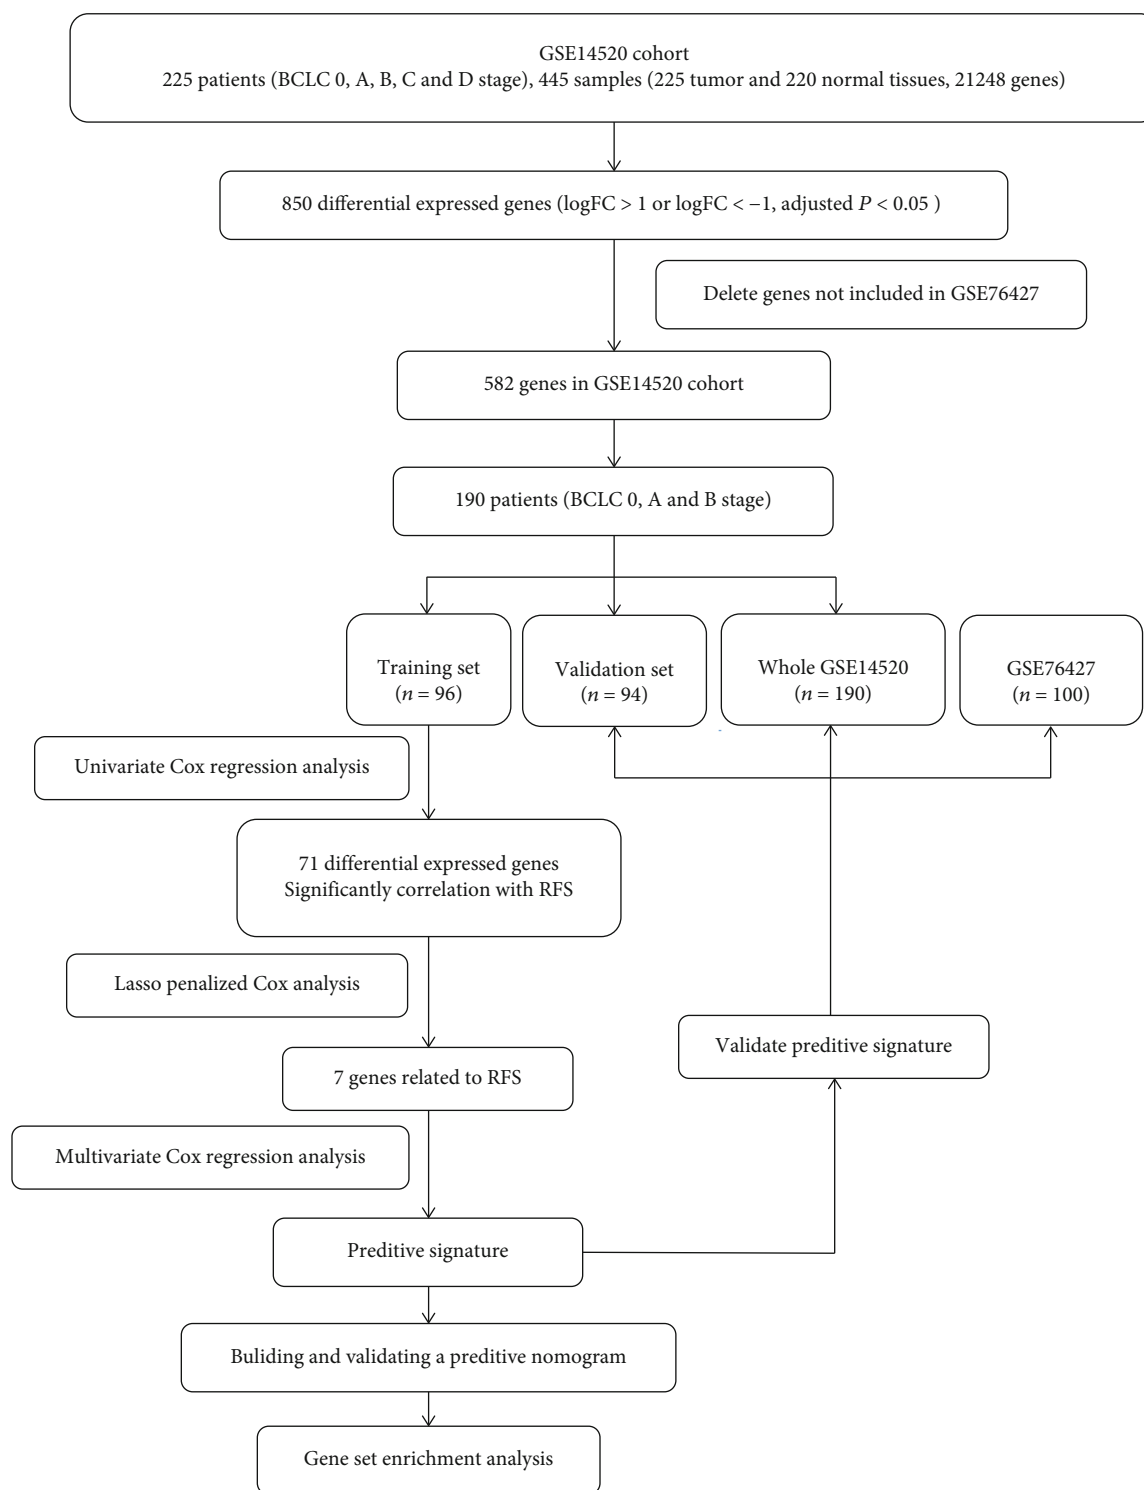 GSE14520 cohort
225 patients (BCLC 0, A, B, C and D stage), 445 samples (225 tumor and 220 normal tissues, 21248 genes)
850 differential expressed genes (logFC > 1 or logFC < −1, adjusted P < 0.05 )
Delete genes not included in GSE76427
582 genes in GSE14520 cohort
190 patients (BCLC 0, A and B stage)
Training set
(n = 96)
Validation set
(n = 94)
Whole GSE14520
(n = 190)
GSE76427
(n = 100)
Univariate Cox regression analysis
71 differential expressed genes
Significantly correlation with RFS
Lasso penalized Cox analysis
Validate preditive signature
7 genes related to RFS
Multivariate Cox regression analysis
Preditive signature
Buliding and validating a preditive nomogram
Gene set enrichment analysis